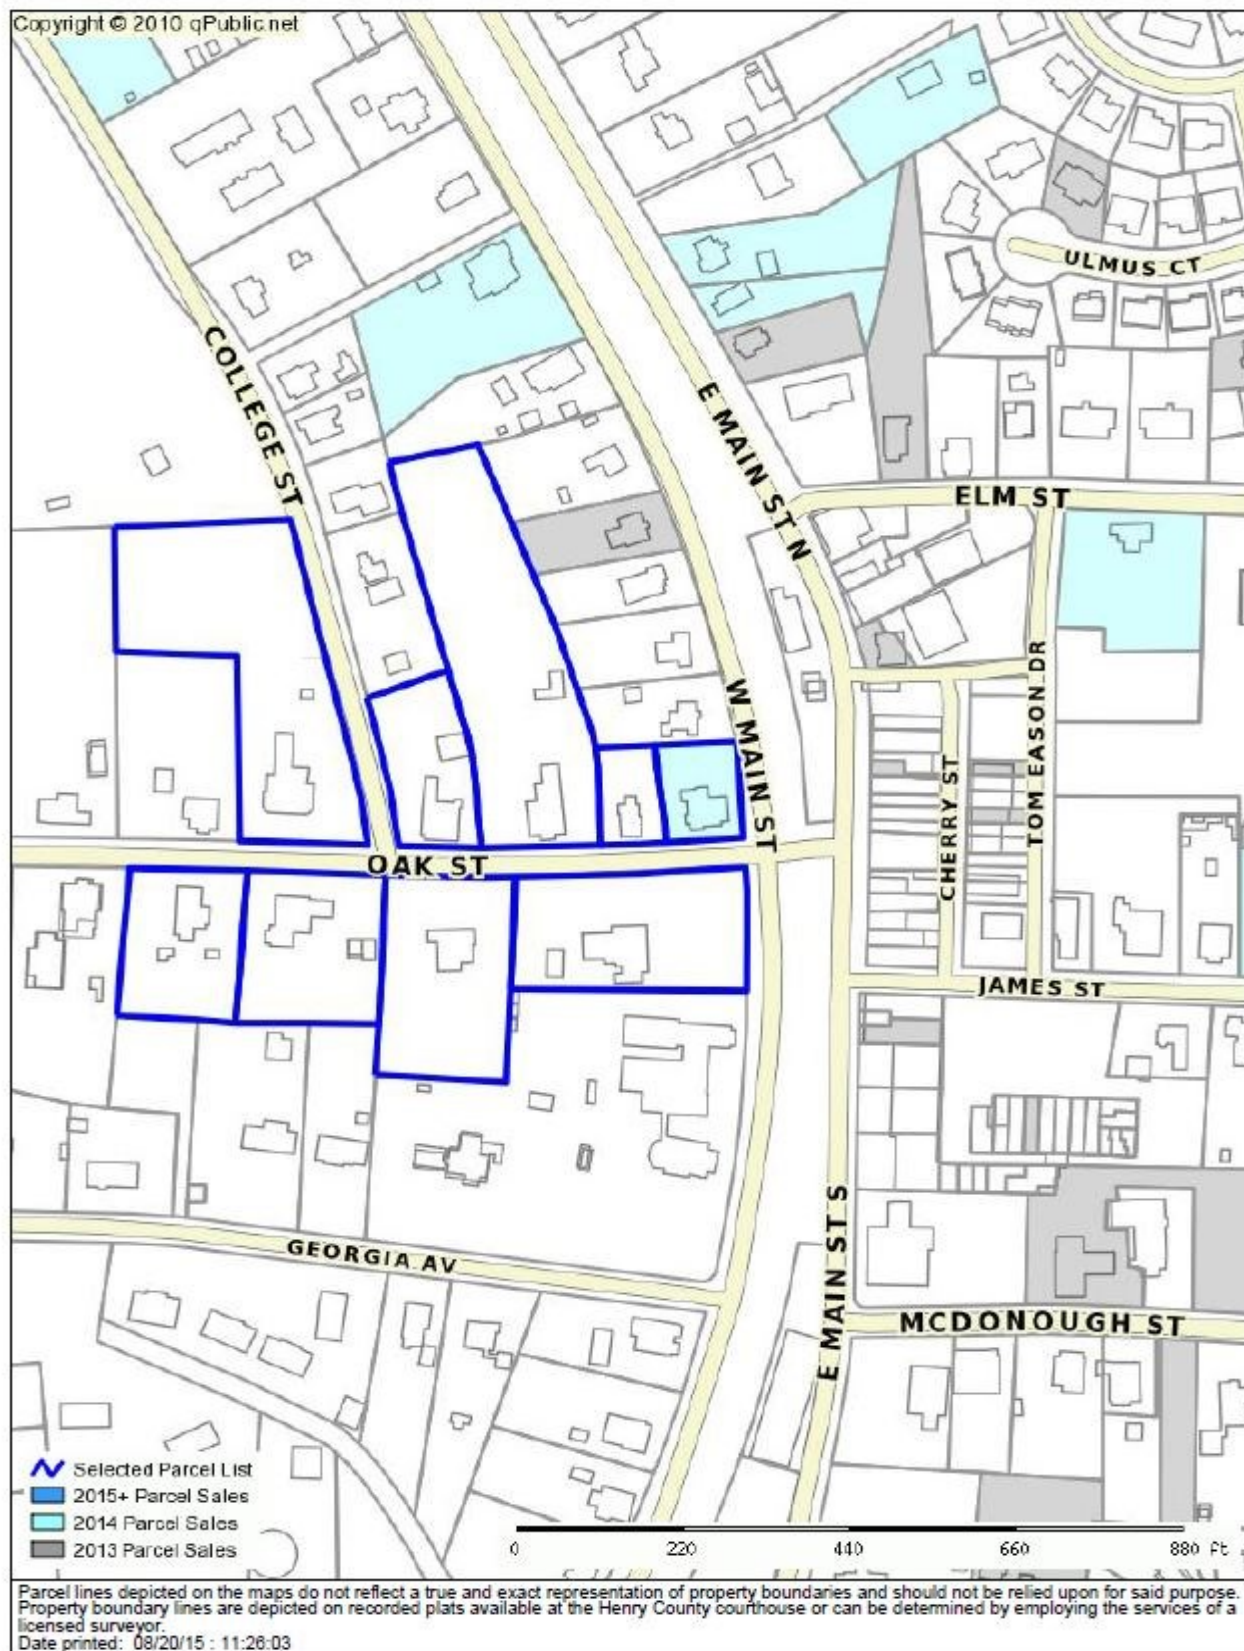 Copyright © 2010 qPublic.net
ULMUS CT
COLLEGE ST
E MAIN ST N
ELM ST
W MAIN ST
TOM EASON DR
CHERRY ST
OAK ST
JAMES ST
E MAIN ST S
GEORGIA AV
MCDONOUGH ST
Selected Parcel List
2015+ Parcel Sales
2014 Parcel Sales
2013 Parcel Sales
0 220 440 660 880 ft
Parcel lines depicted on the maps do not reflect a true and exact representation of property boundaries and should not be relied upon for said purpose.
Property boundary lines are depicted on recorded plats available at the Henry County courthouse or can be determined by employing the services of a
licensed surveyor.
Date printed: 08/20/15 : 11:26:03